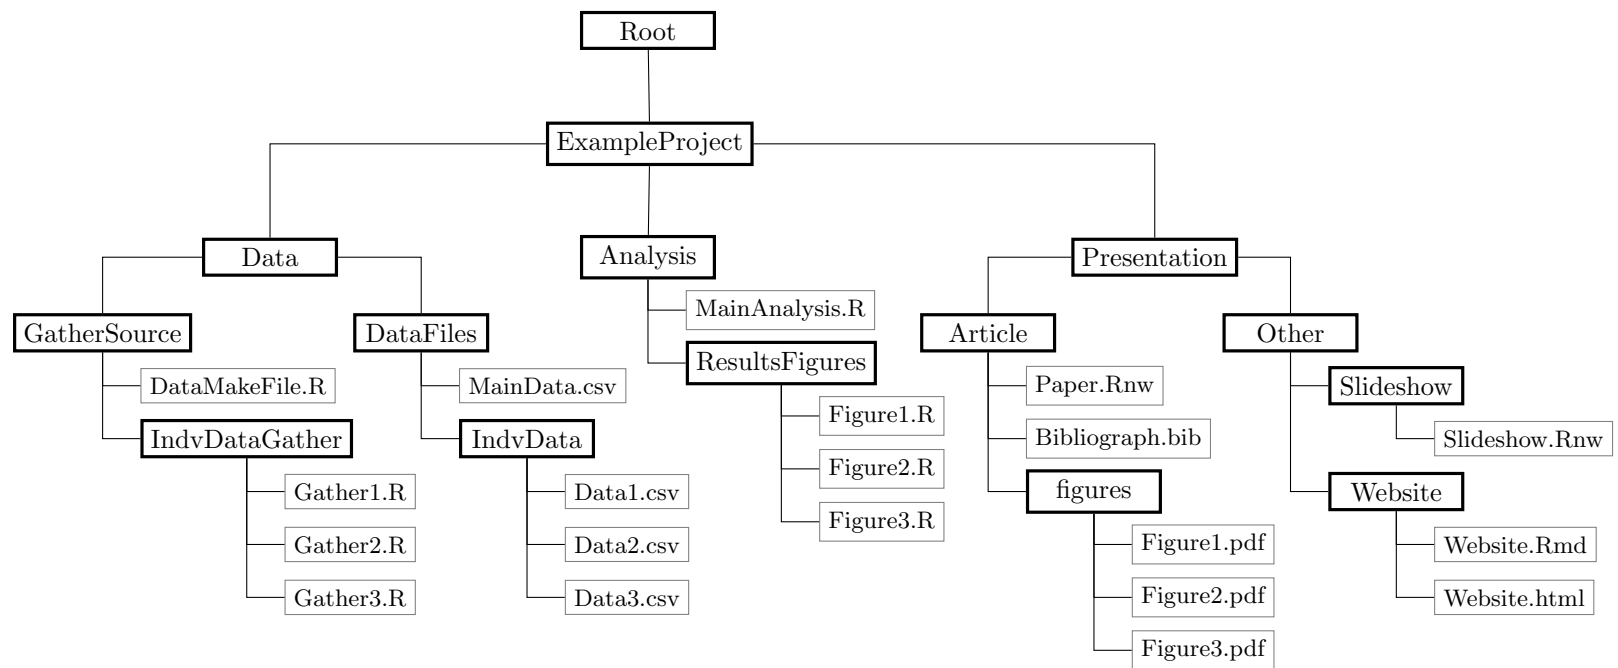 Root
ExampleProject
Data
GatherSource
DataMakeFile.R
IndvDataGather
Gather1.R
Gather2.R
Gather3.R
DataFiles
MainData.csv
IndvData
Data1.csv
Data2.csv
Data3.csv
Analysis
MainAnalysis.R
ResultsFigures
Figure1.R
Figure2.R
Figure3.R
Presentation
Article
Paper.Rnw
Bibliograph.bib
figures
Figure1.pdf
Figure2.pdf
Figure3.pdf
Other
Slideshow
Slideshow.Rnw
Website
Website.Rmd
Website.html